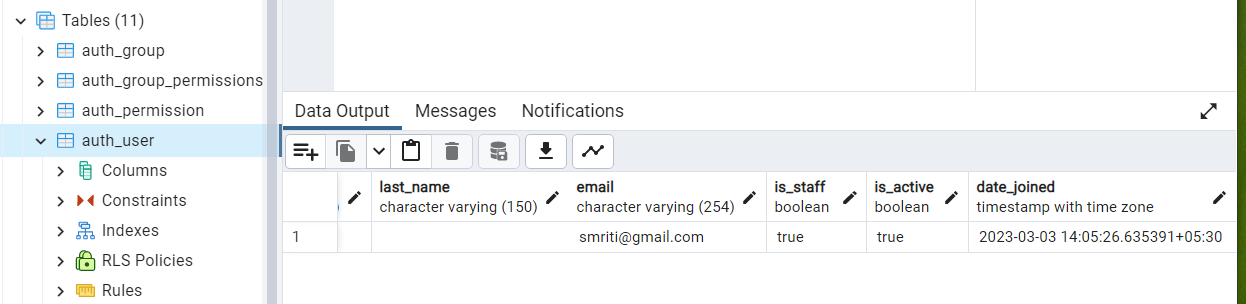 Tables (11)
auth_group
auth_group_permissions
auth_permission
auth_user
Columns
Constraints
Indexes
RLS Policies
Rules
Data Output Messages Notifications
last_name email is_staff is_active date_joined
character varying (150) character varying (254) boolean boolean timestamp with time zone
1 smriti@gmail.com true true 2023-03-03 14:05:26.635391+05:30